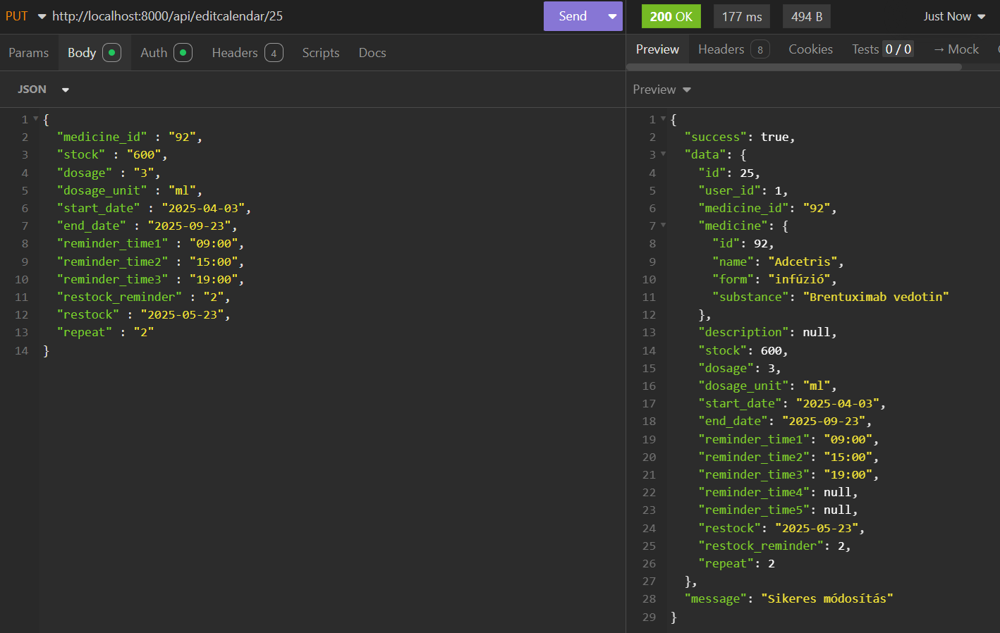 PUT http://localhost:8000/api/editcalendar/25 Send
Params Body Auth Headers 4 Scripts Docs
JSON
1 {
2 "medicine_id" : "92",
3 "stock" : "600",
4 "dosage" : "3",
5 "dosage_unit" : "ml",
6 "start_date" : "2025-04-03",
7 "end_date" : "2025-09-23",
8 "reminder_time1" : "09:00",
9 "reminder_time2" : "15:00",
10 "reminder_time3" : "19:00",
11 "restock_reminder" : "2",
12 "restock" : "2025-05-23",
13 "repeat" : "2"
14 }
200 OK 177 ms 494 B Just Now
Preview Headers 8 Cookies Tests 0 / 0 → Mock
Preview
1 {
2 "success": true,
3 "data": {
4 "id": 25,
5 "user_id": 1,
6 "medicine_id": "92",
7 "medicine": {
8 "id": 92,
9 "name": "Adcetris",
10 "form": "infúzió",
11 "substance": "Brentuximab vedotin"
12 },
13 "description": null,
14 "stock": 600,
15 "dosage": 3,
16 "dosage_unit": "ml",
17 "start_date": "2025-04-03",
18 "end_date": "2025-09-23",
19 "reminder_time1": "09:00",
20 "reminder_time2": "15:00",
21 "reminder_time3": "19:00",
22 "reminder_time4": null,
23 "reminder_time5": null,
24 "restock": "2025-05-23",
25 "restock_reminder": 2,
26 "repeat": 2
27 },
28 "message": "Sikeres módosítás"
29 }